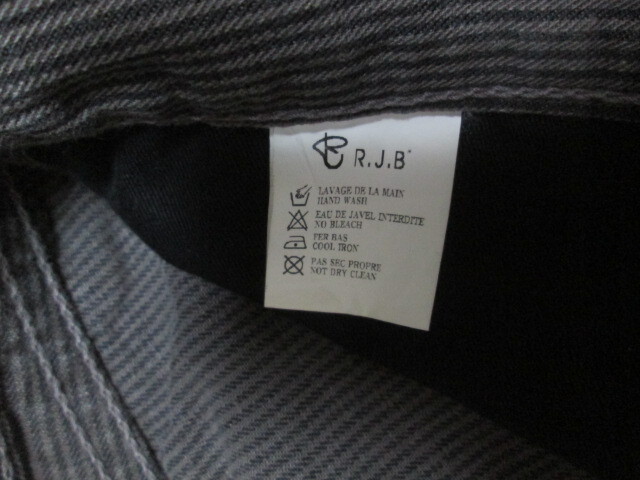 R.J.B
LAVAGE DE LA MAIN
HAND WASH
EAU DE JAVEL INTERDITE
NO BLEACH
FER BAS
COOL IRON
PAS SEC PROPRE
NOT DRY CLEAN